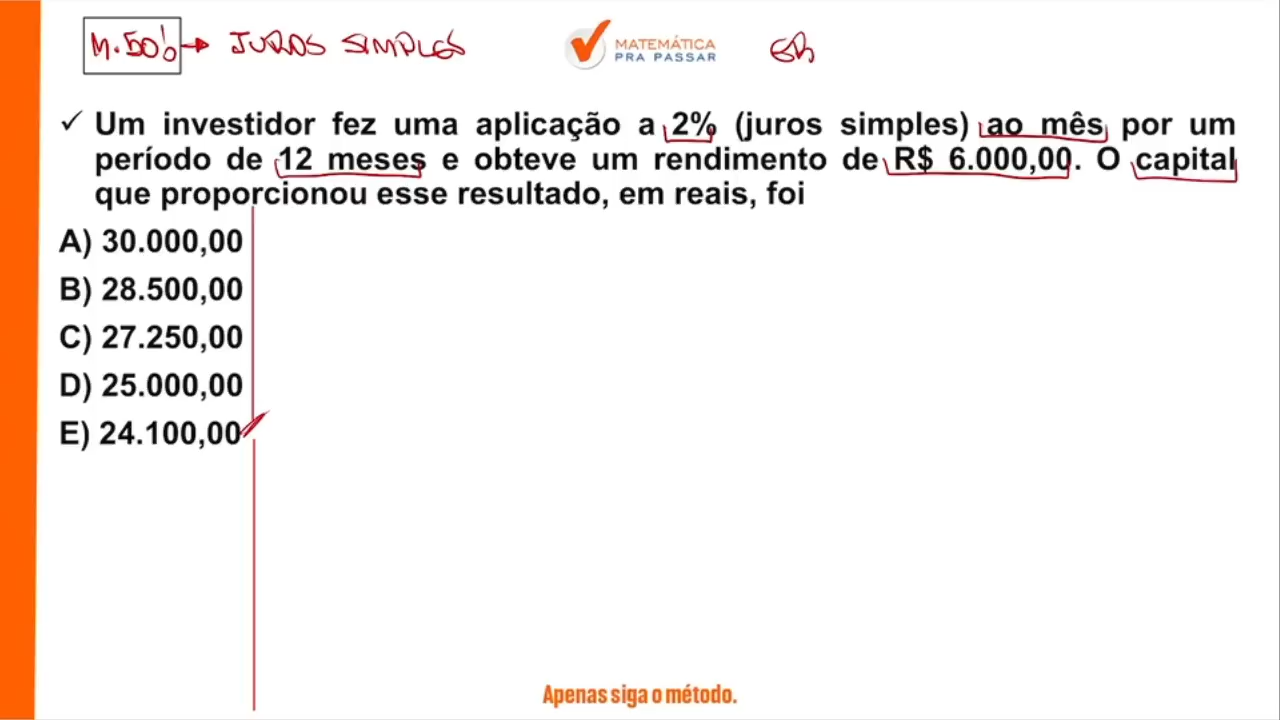 M.50% → JUROS SIMPLES
MATEMÁTICA
PRA PASSAR
✓ Um investidor fez uma aplicação a 2% (juros simples) ao mês por um
período de 12 meses e obteve um rendimento de R$ 6.000,00. O capital
que proporcionou esse resultado, em reais, foi
A) 30.000,00
B) 28.500,00
C) 27.250,00
D) 25.000,00
E) 24.100,00
Apenas siga o método.